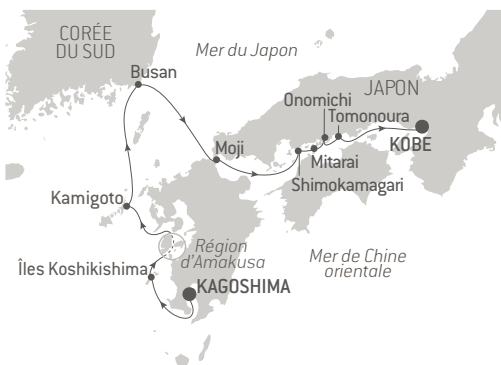 CORÉE
DU SUD
Mer du Japon
Busan
Onomichi
JAPON
Tomonoura
Moji
KOBE
Mitarai
Shimokamagari
Kamigoto
Région
d'Amakusa
Mer de Chine
orientale
Îles Koshikishima
KAGOSHIMA